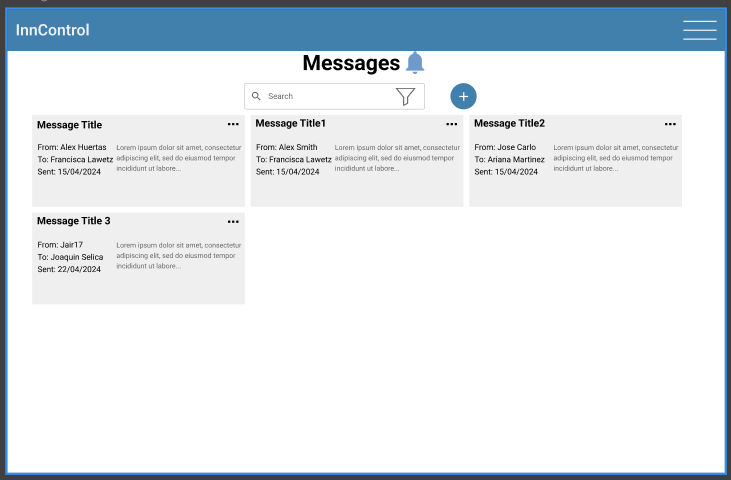 InnControl
Messages
Search
+
Message Title
From: Alex Huertas
To: Francisca Lawetz
Sent: 15/04/2024
Lorem ipsum dolor sit amet, consectetur
adipiscing elit, sed do eiusmod tempor
incididunt ut labore...
Message Title1
From: Alex Smith
To: Francisca Lawetz
Sent: 15/04/2024
Lorem ipsum dolor sit amet, consectetur
adipiscing elit, sed do eiusmod tempor
incididunt ut labore...
Message Title2
From: Jose Carlo
To: Ariana Martinez
Sent: 15/04/2024
Lorem ipsum dolor sit amet, consectetur
adipiscing elit, sed do eiusmod tempor
incididunt ut labore...
Message Title 3
From: Jair17
To: Joaquin Selica
Sent: 22/04/2024
Lorem ipsum dolor sit amet, consectetur
adipiscing elit, sed do eiusmod tempor
incididunt ut labore...